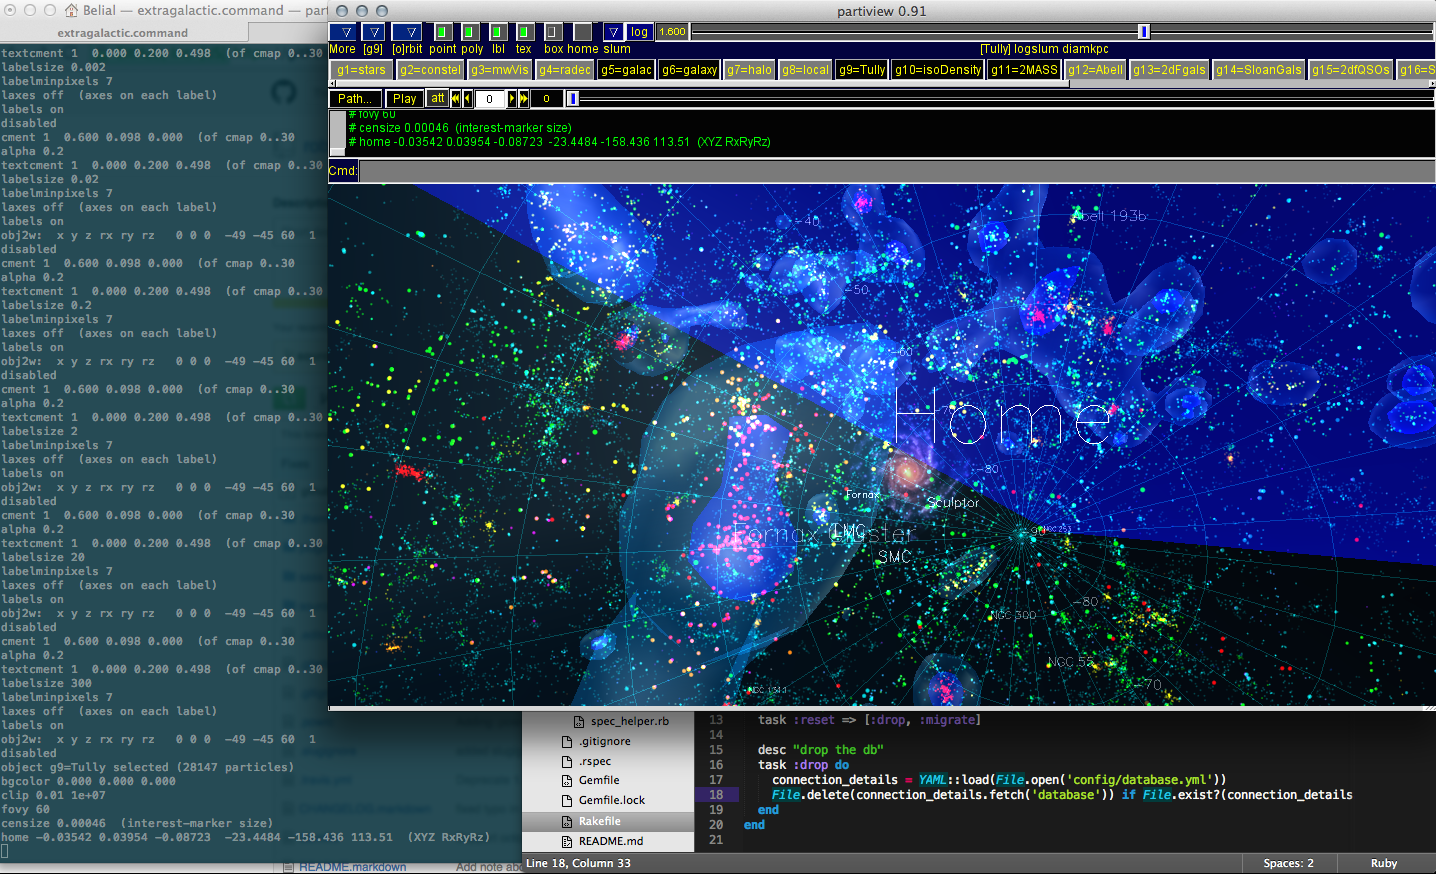 Belial — extragalactic.command — part
extragalactic.command
textcment 1 0.000 0.200 0.498 (of cmap 0..30
labelsize 0.002
labelminpixels 7
laxes off (axes on each label)
labels on
disabled
cment 1 0.600 0.098 0.000 (of cmap 0..30
alpha 0.2
textcment 1 0.000 0.200 0.498 (of cmap 0..30
labelsize 0.02
labelminpixels 7
laxes off (axes on each label)
labels on
obj2w: x y z rx ry rz 0 0 0 -49 -45 60 1
disabled
cment 1 0.600 0.098 0.000 (of cmap 0..30
alpha 0.2
textcment 1 0.000 0.200 0.498 (of cmap 0..30
labelsize 0.2
labelminpixels 7
laxes off (axes on each label)
labels on
obj2w: x y z rx ry rz 0 0 0 -49 -45 60 1
disabled
cment 1 0.600 0.098 0.000 (of cmap 0..30
alpha 0.2
textcment 1 0.000 0.200 0.498 (of cmap 0..30
labelsize 2
labelminpixels 7
laxes off (axes on each label)
labels on
obj2w: x y z rx ry rz 0 0 0 -49 -45 60 1
disabled
cment 1 0.600 0.098 0.000 (of cmap 0..30
alpha 0.2
textcment 1 0.000 0.200 0.498 (of cmap 0..30
labelsize 20
labelminpixels 7
laxes off (axes on each label)
labels on
obj2w: x y z rx ry rz 0 0 0 -49 -45 60 1
disabled
cment 1 0.600 0.098 0.000 (of cmap 0..30
alpha 0.2
textcment 1 0.000 0.200 0.498 (of cmap 0..30
labelsize 300
labelminpixels 7
laxes off (axes on each label)
labels on
obj2w: x y z rx ry rz 0 0 0 -49 -45 60 1
disabled
object g9=Tully selected (28147 particles)
bgcolor 0.000 0.000 0.000
clip 0.01 1e+07
fovy 60
censize 0.00046 (interest-marker size)
home -0.03542 0.03954 -0.08723 -23.4484 -158.436 113.51 (XYZ RxRyRz)
README.markdown Add note abo
partiview 0.91
log 1.600
More [g9] [o]rbit point poly lbl tex box home slum [Tully] logslum diamkpc
g1=stars g2=constel g3=mwVis g4=radec g5=galac g6=galaxy g7=halo g8=local g9=Tully g10=isoDensity g11=2MASS g12=Abell g13=2dFgals g14=SloanGals g15=2dfQSOs g16=S
Path... Play att 0 0
# fovy 60
# censize 0.00046 (interest-marker size)
# home -0.03542 0.03954 -0.08723 -23.4484 -158.436 113.51 (XYZ RxRyRz)
Cmd:
Abell 193b
-40
-50
-60
Home
-80
Fornax
Sculptor
Fornax Cluster
LMC
SMC
-90
-80
NGC 300
NGC 55
-70
spec_helper.rb
.gitignore
.rspec
Gemfile
Gemfile.lock
Rakefile
README.md
13 task :reset => [:drop, :migrate]
14
15 desc "drop the db"
16 task :drop do
17 connection_details = YAML::load(File.open('config/database.yml'))
18 File.delete(connection_details.fetch('database')) if File.exist?(connection_details
19 end
20 end
21
Line 18, Column 33 Spaces: 2 Ruby